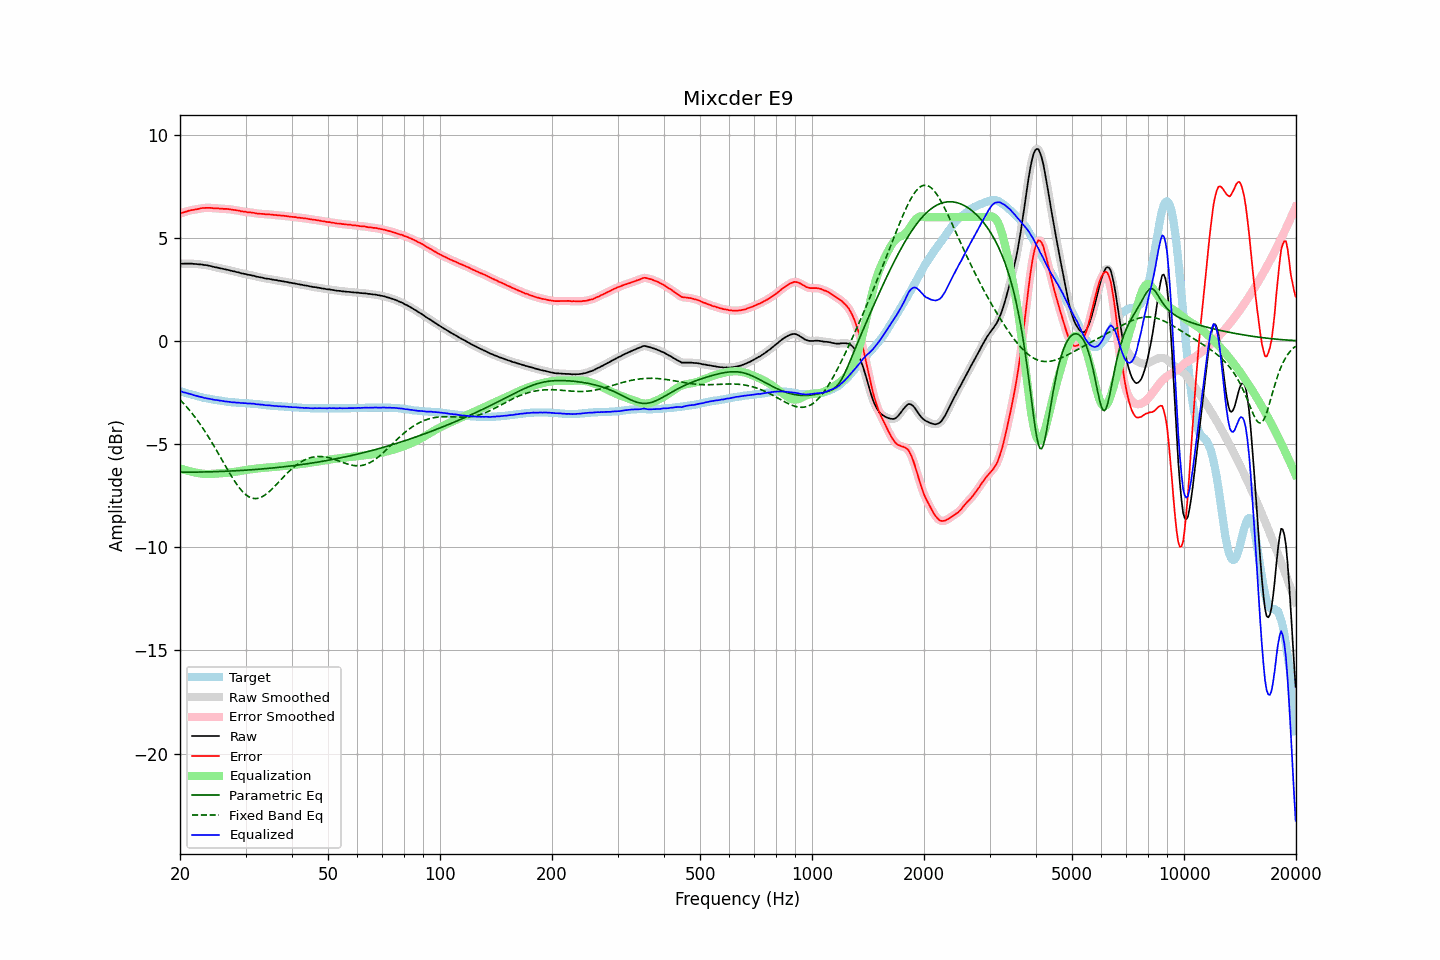 Mixcder E9
Amplitude (dBr)
10
5
0
−5
−10
−15
−20
Target
Raw Smoothed
Error Smoothed
Raw
Error
Equalization
Parametric Eq
Fixed Band Eq
Equalized
20 50 100 200 500 1000 2000 5000 10000 20000
Frequency (Hz)